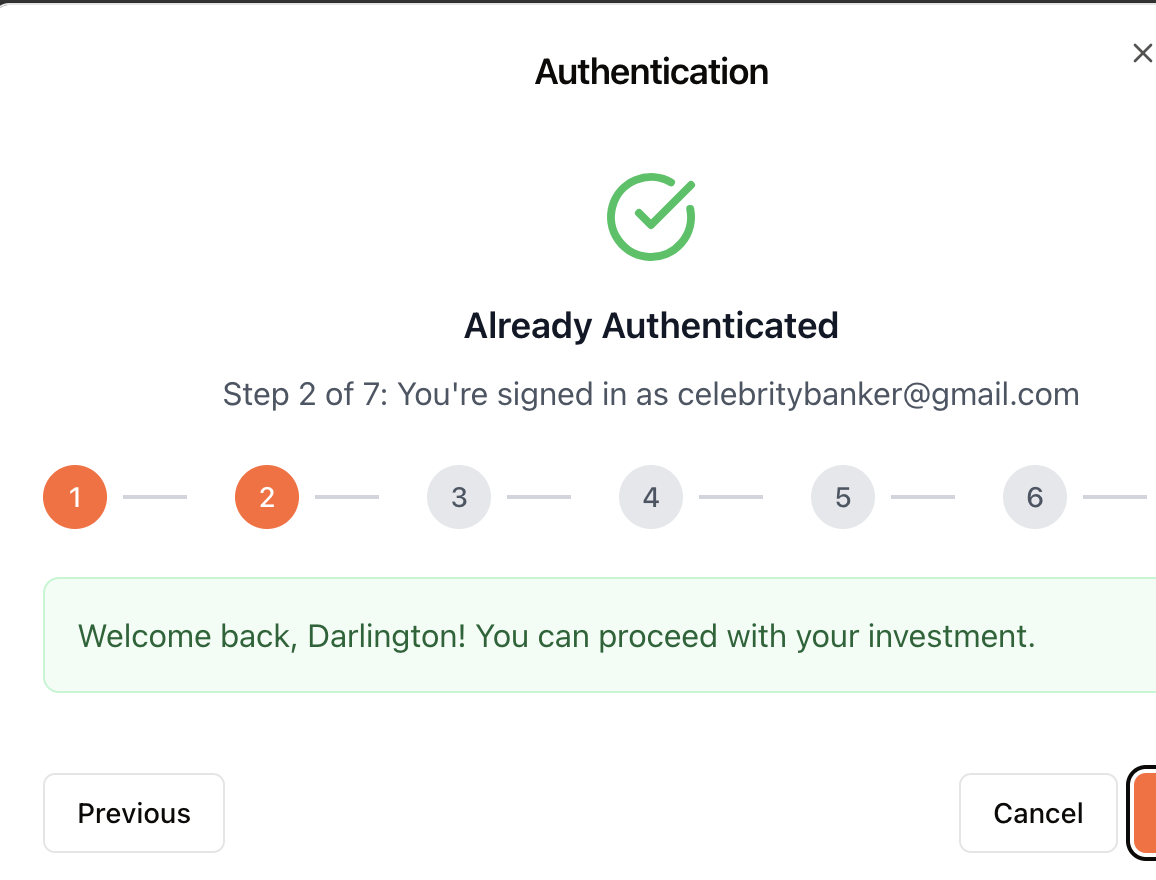 Authentication
Already Authenticated
Step 2 of 7: You're signed in as celebritybanker@gmail.com
1 2 3 4 5 6
Welcome back, Darlington! You can proceed with your investment.
Previous Cancel